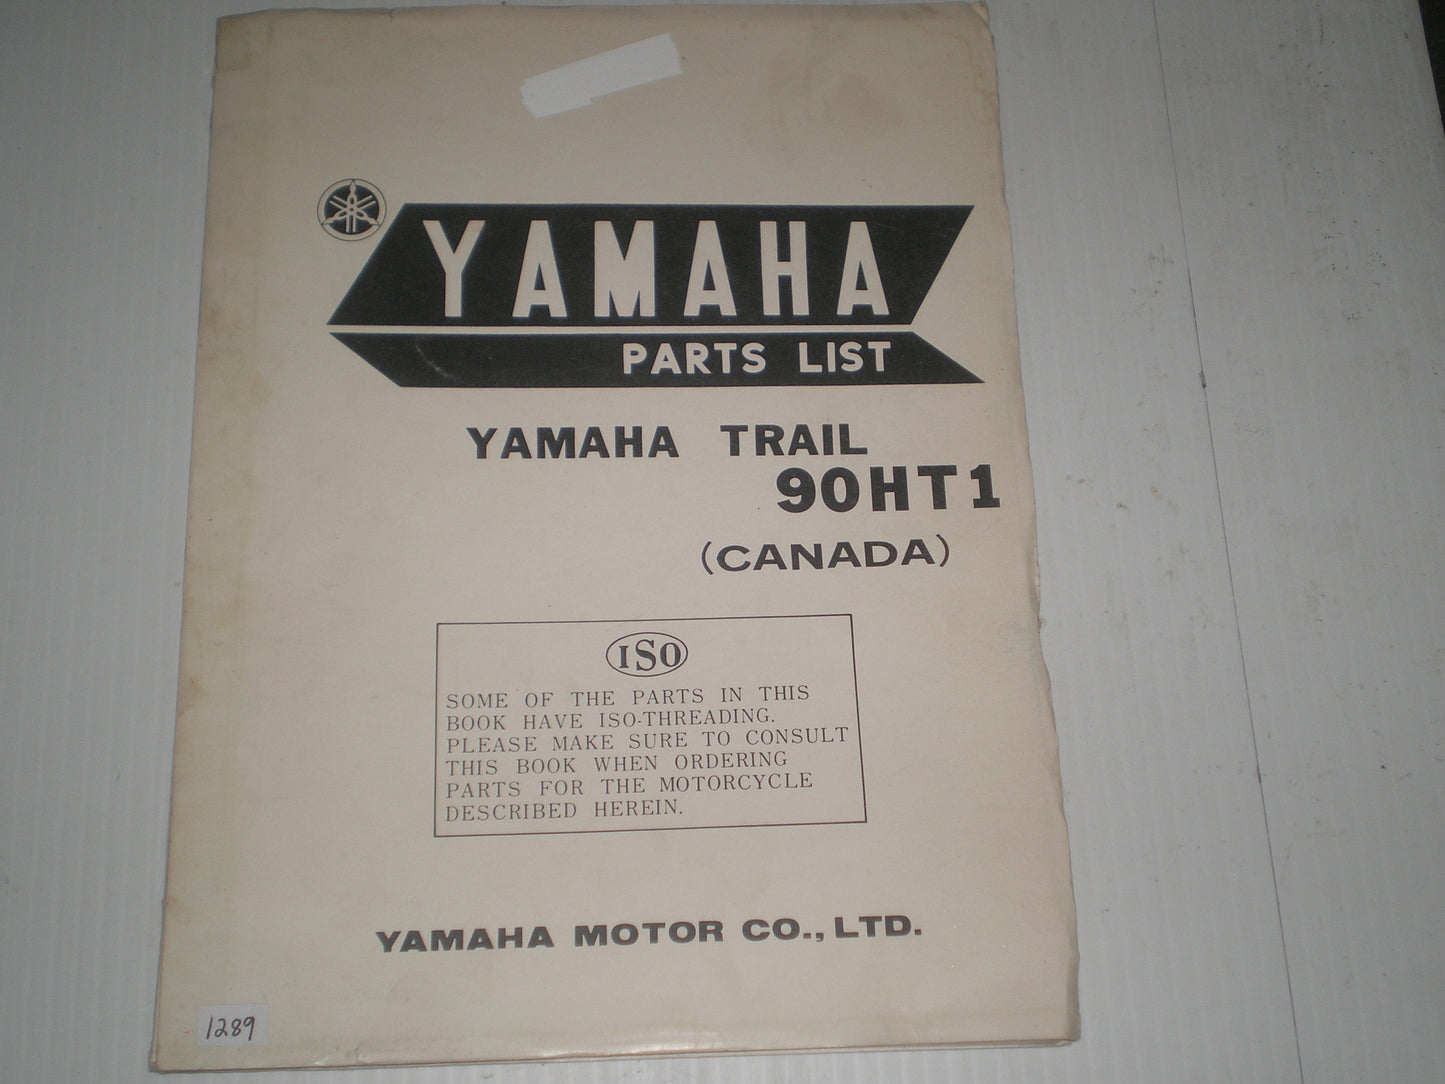 YAMAHA
PARTS LIST
YAMAHA TRAIL
90HT1
(CANADA)
ISO
SOME OF THE PARTS IN THIS
BOOK HAVE ISO-THREADING.
PLEASE MAKE SURE TO CONSULT
THIS BOOK WHEN ORDERING
PARTS FOR THE MOTORCYCLE
DESCRIBED HEREIN.
YAMAHA MOTOR CO., LTD.
1289